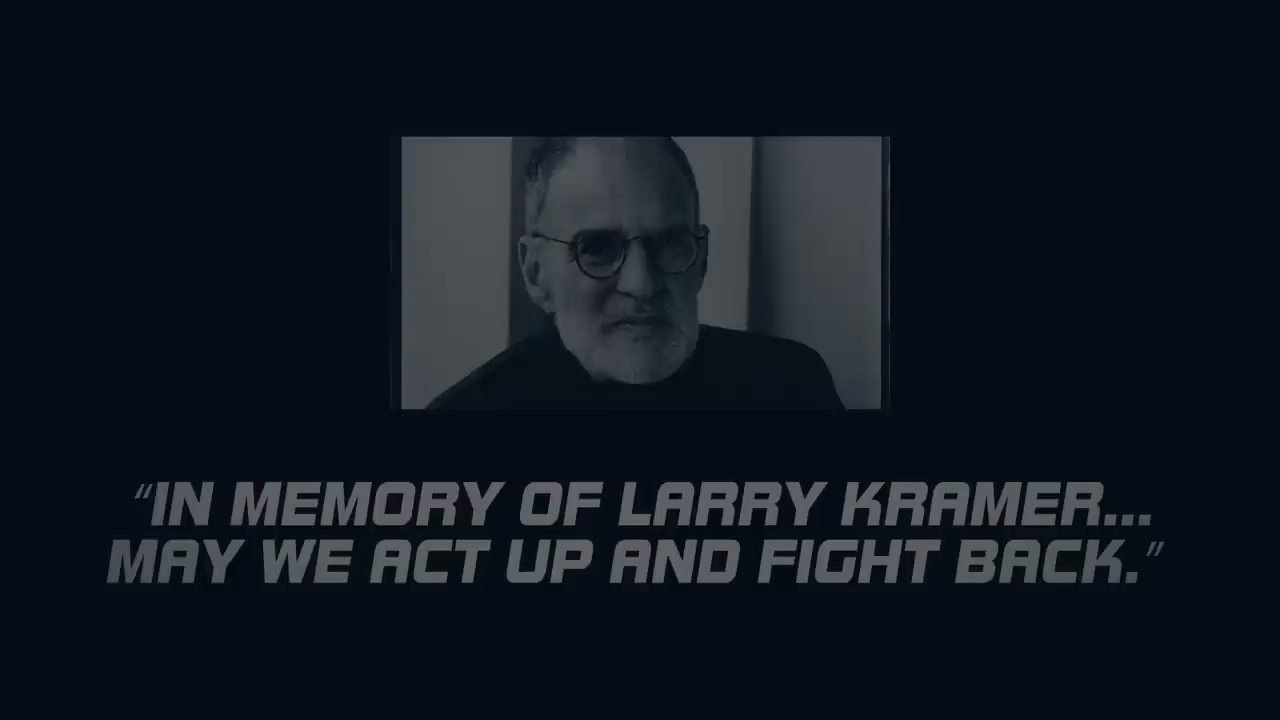 “IN MEMORY OF LARRY KRAMER...
MAY WE ACT UP AND FIGHT BACK.”